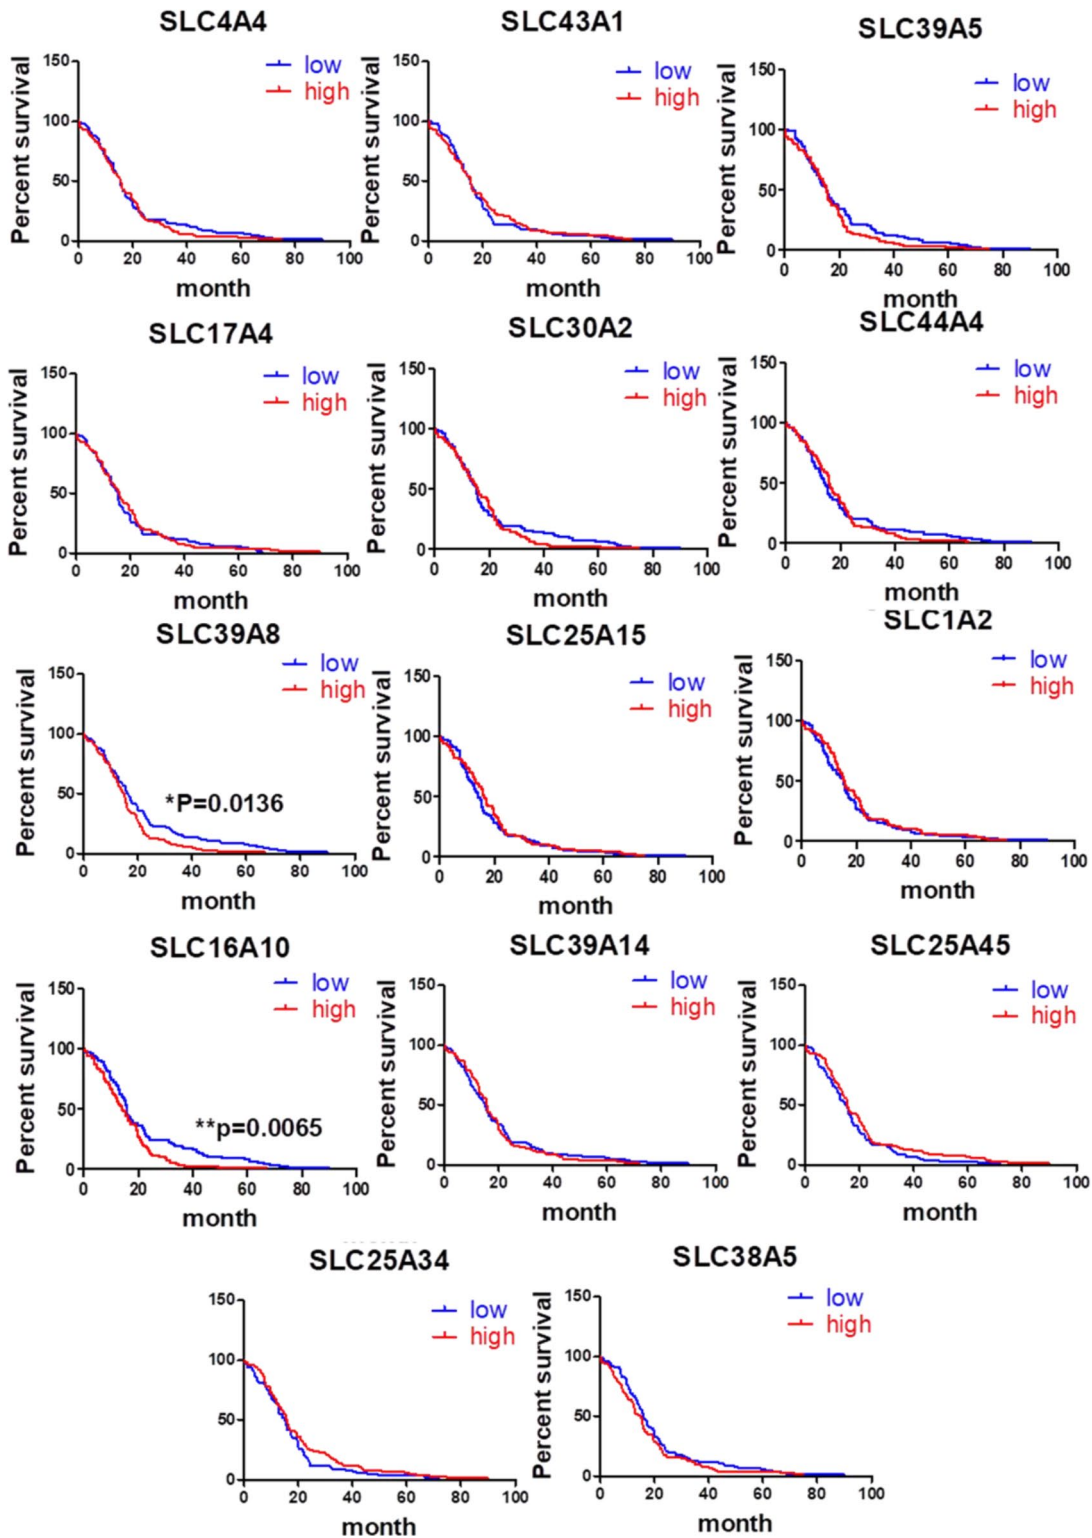 SLC4A4
Percent survival
150
100
50
0
0 20 40 60 80 100
month
low
high
SLC43A1
Percent survival
150
100
50
0
0 20 40 60 80 100
month
low
high
SLC39A5
Percent survival
150
100
50
0
0 20 40 60 80 100
month
low
high
SLC17A4
Percent survival
150
100
50
0
0 20 40 60 80 100
month
low
high
SLC30A2
Percent survival
150
100
50
0
0 20 40 60 80 100
month
low
high
SLC44A4
Percent survival
150
100
50
0
0 20 40 60 80 100
month
low
high
SLC39A8
Percent survival
150
100
50
0
0 20 40 60 80 100
month
low
high
*P=0.0136
SLC25A15
Percent survival
150
100
50
0
0 20 40 60 80 100
month
low
high
SLC1A2
Percent survival
150
100
50
0
0 20 40 60 80 100
month
low
high
SLC16A10
Percent survival
150
100
50
0
0 20 40 60 80 100
month
low
high
**p=0.0065
SLC39A14
Percent survival
150
100
50
0
0 20 40 60 80 100
month
low
high
SLC25A45
Percent survival
150
100
50
0
0 20 40 60 80 100
month
low
high
SLC25A34
Percent survival
150
100
50
0
0 20 40 60 80 100
month
low
high
SLC38A5
Percent survival
150
100
50
0
0 20 40 60 80 100
month
low
high